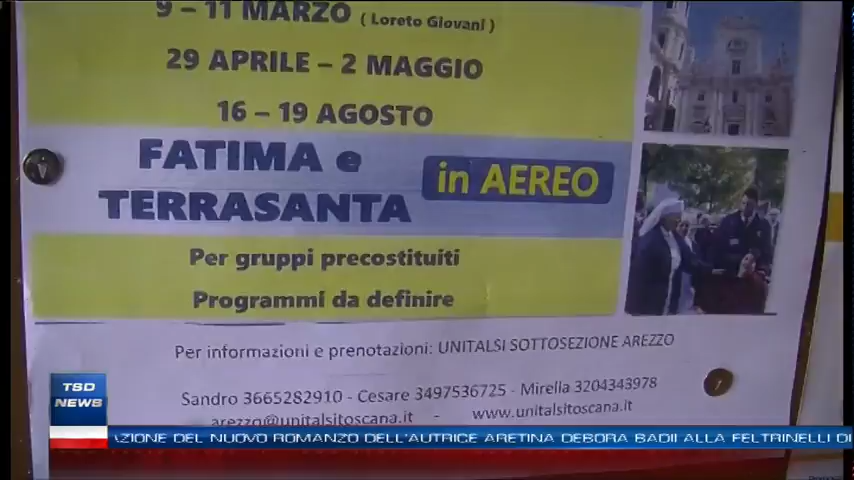 9 – 11 MARZO ( Loreto Giovani )
29 APRILE – 2 MAGGIO
16 – 19 AGOSTO
FATIMA e
TERRASANTA
in AEREO
Per gruppi precostituiti
Programmi da definire
Per informazioni e prenotazioni: UNITALSI SOTTOSEZIONE AREZZO
Sandro 3665282910 - Cesare 3497536725 - Mirella 3204343978
arezzo@unitalsitoscana.it - www.unitalsitoscana.it
TSD
NEWS
AZIONE DEL NUOVO ROMANZO DELL'AUTRICE ARETINA DEBORA BADII ALLA FELTRINELLI DI